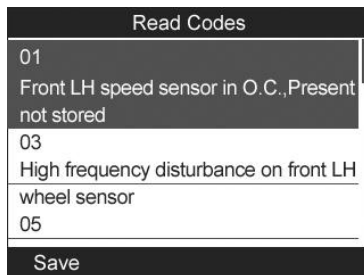 Read Codes
01
Front LH speed sensor in O.C.,Present
not stored
03
High frequency disturbance on front LH
wheel sensor
05
Save